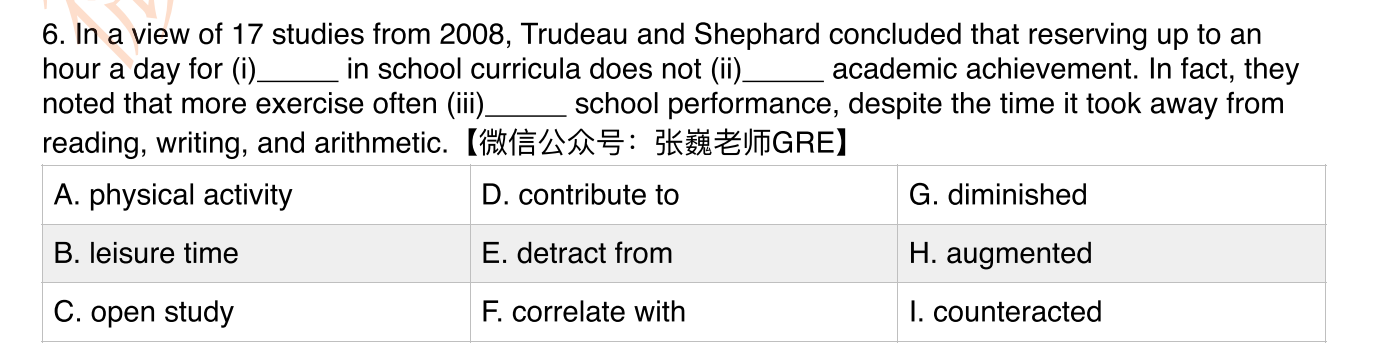 6. In a view of 17 studies from 2008, Trudeau and Shephard concluded that reserving up to an
hour a day for (i)______ in school curricula does not (ii)______ academic achievement. In fact, they
noted that more exercise often (iii)______ school performance, despite the time it took away from
reading, writing, and arithmetic.【微信公众号：张巍老师GRE】
A. physical activity D. contribute to G. diminished
B. leisure time E. detract from H. augmented
C. open study F. correlate with I. counteracted